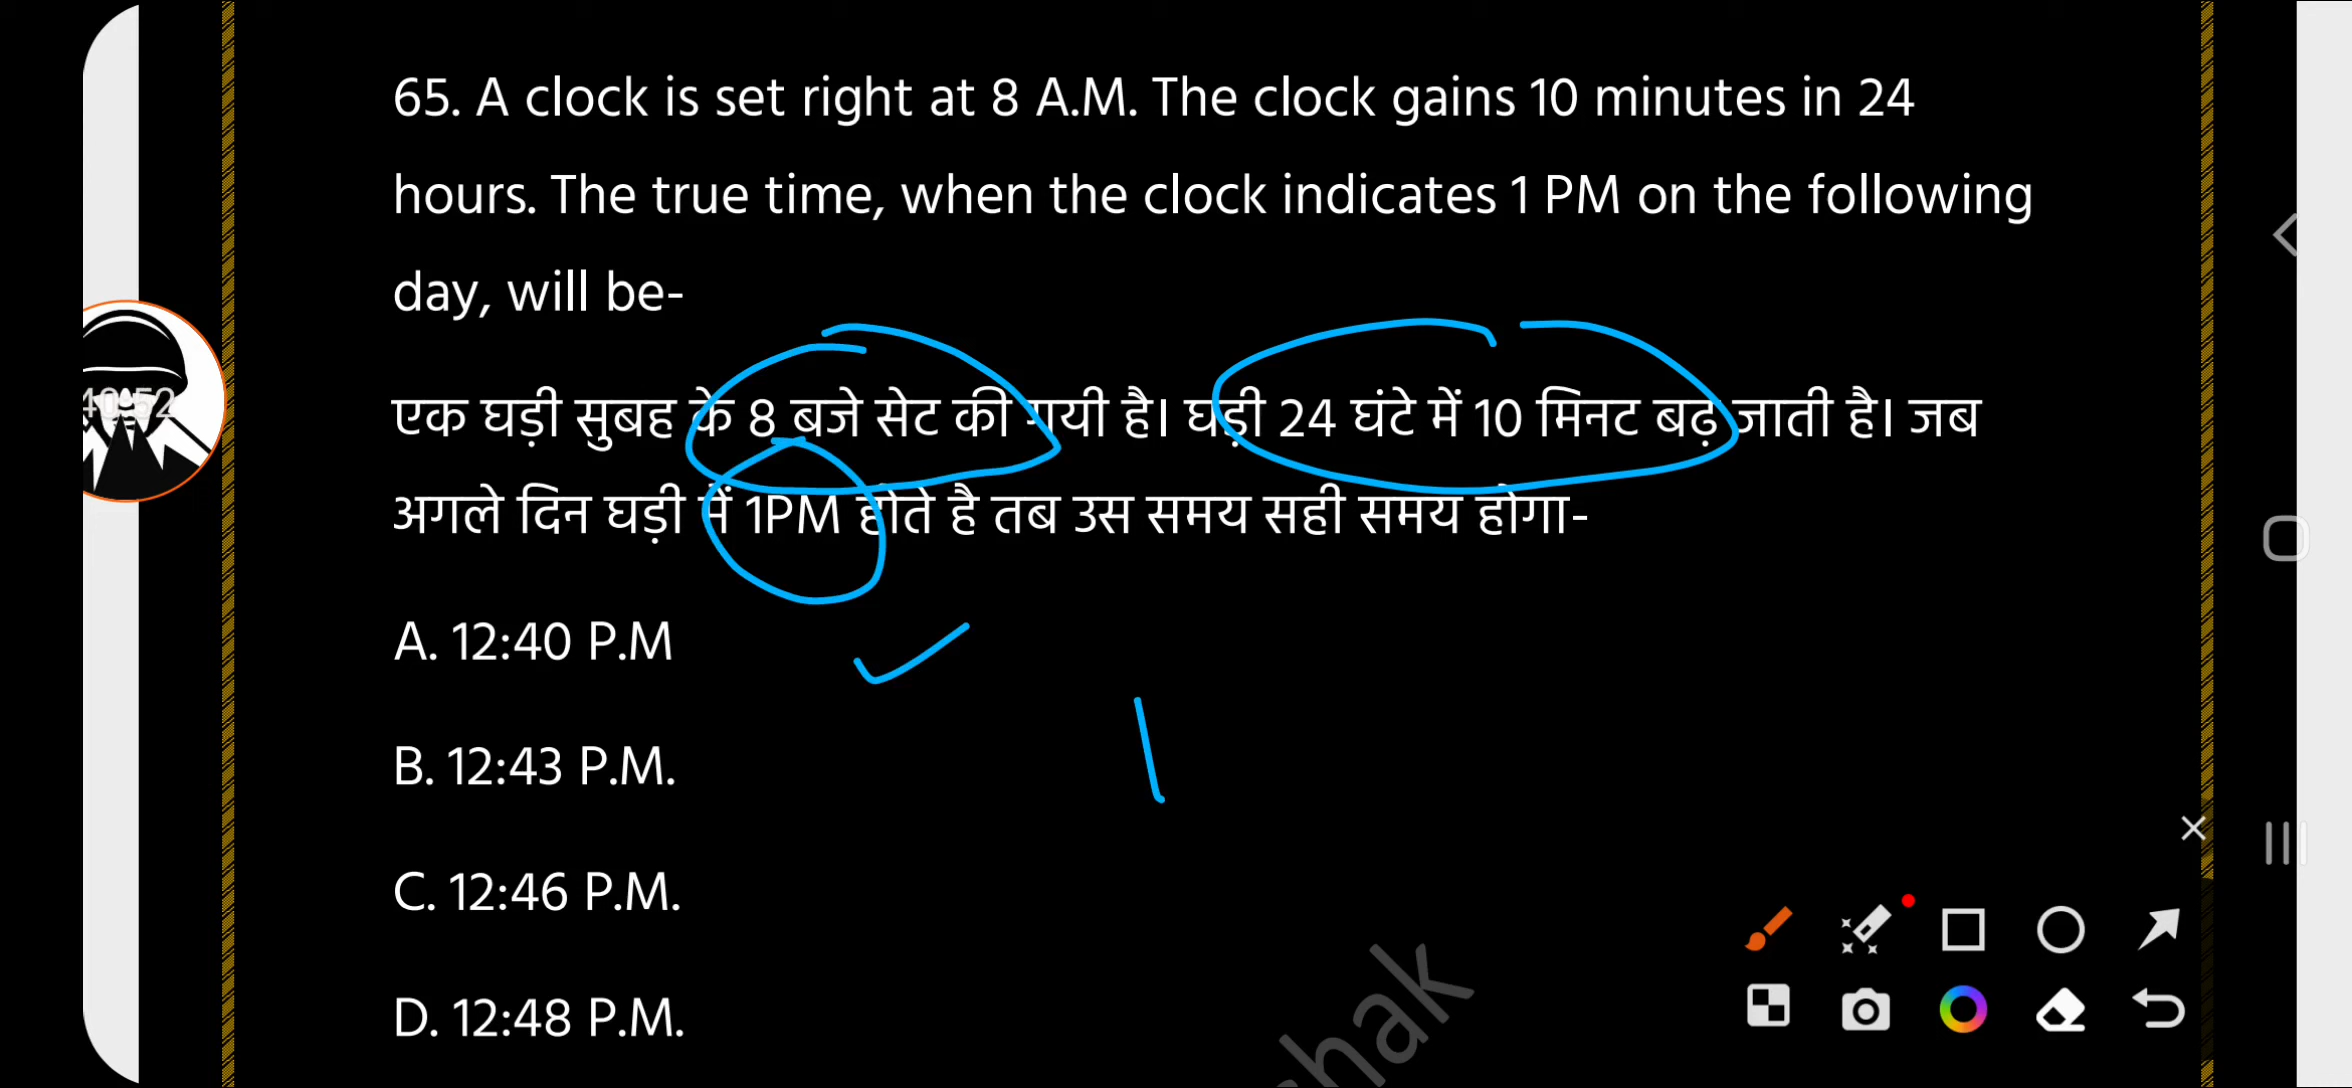 65. A clock is set right at 8 A.M. The clock gains 10 minutes in 24
hours. The true time, when the clock indicates 1 PM on the following
day, will be-
एक घड़ी सुबह के 8 बजे सेट की गयी है। घड़ी 24 घंटे में 10 मिनट बढ़ जाती है। जब
अगले दिन घड़ी में 1PM होते है तब उस समय सही समय होगा-
A. 12:40 P.M
B. 12:43 P.M.
C. 12:46 P.M.
D. 12:48 P.M.
hak